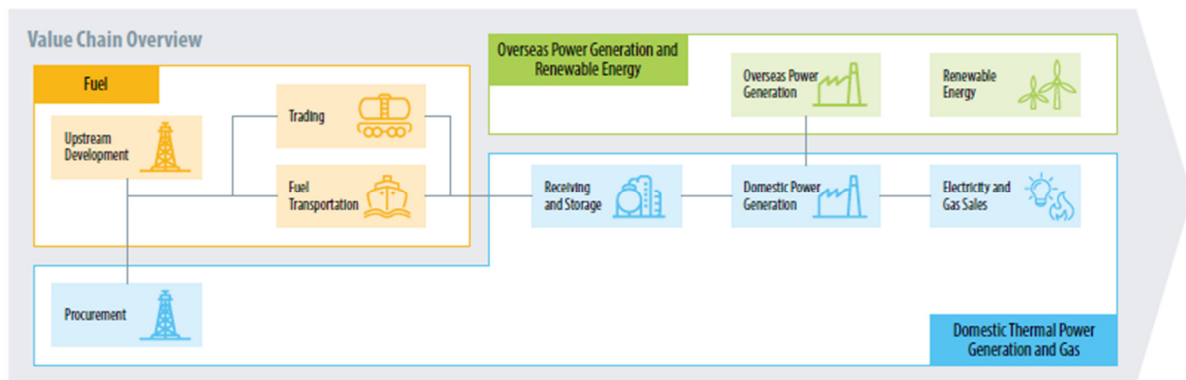 Value Chain Overview
Fuel
Upstream
Development
Trading
Fuel
Transportation
Procurement
Overseas Power Generation and
Renewable Energy
Overseas Power
Generation
Renewable
Energy
Receiving
and Storage
Domestic Power
Generation
Electricity and
Gas Sales
Domestic Thermal Power
Generation and Gas